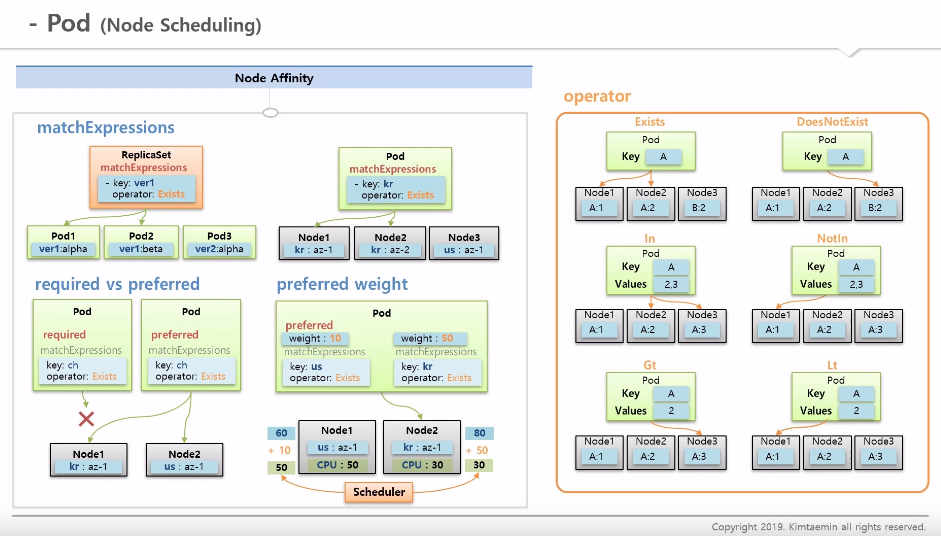 - Pod (Node Scheduling)
Node Affinity
matchExpressions
ReplicaSet
matchExpressions
- key: ver1
operator: Exists
Pod1
ver1:alpha
Pod2
ver1:beta
Pod3
ver2:alpha
Pod
matchExpressions
- key: kr
operator: Exists
Node1
kr : az-1
Node2
kr : az-1
Node3
us : az-1
required vs preferred
Pod
required
matchExpressions
key: ch
operator: Exists
Pod
preferred
matchExpressions
key: ch
operator: Exists
Node1
kr : az-1
Node2
us : az-1
preferred weight
Pod
preferred
weight : 10
matchExpressions
key: us
operator: Exists
weight : 50
matchExpressions
key: kr
operator: Exists
60
+ 10
50
Node1
us : az-1
CPU : 50
Node2
kr : az-1
CPU : 30
80
+ 50
30
Scheduler
operator
Exists
Pod
Key A
Node1
A:1
Node2
A:2
Node3
B:2
DoesNotExist
Pod
Key A
Node1
A:1
Node2
A:2
Node3
B:2
In
Pod
Key A
Values 2,3
Node1
A:1
Node2
A:2
Node3
A:3
NotIn
Pod
Key A
Values 2,3
Node1
A:1
Node2
A:2
Node3
A:3
Gt
Pod
Key A
Values 2
Node1
A:1
Node2
A:2
Node3
A:3
Lt
Pod
Key A
Values 2
Node1
A:1
Node2
A:2
Node3
A:3
Copyright 2019. Kimtaemin all rights reserved.